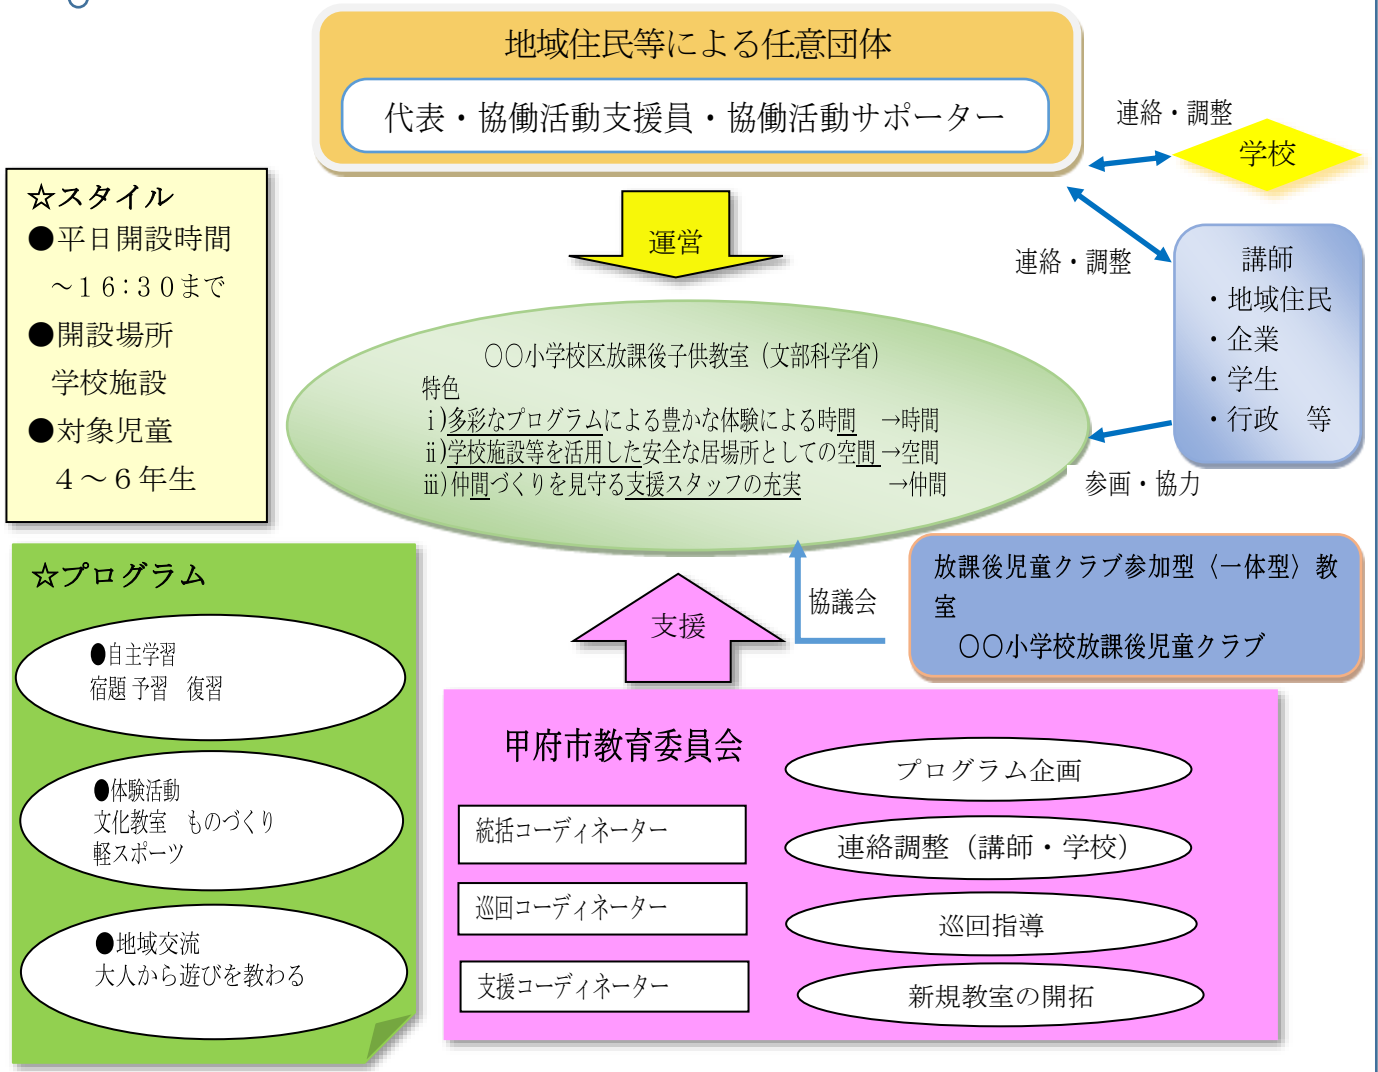 地域住民等による任意団体
代表・協働活動支援員・協働活動サポーター
連絡・調整
学校
☆スタイル
●平日開設時間
～１６:３０まで
●開設場所
学校施設
●対象児童
４～６年生
運営
連絡・調整
講師
・地域住民
・企業
・学生
・行政　等
〇〇小学校区放課後子供教室（文部科学省）
特色
ⅰ)多彩なプログラムによる豊かな体験による時間　→時間
ⅱ)学校施設等を活用した安全な居場所としての空間→空間
ⅲ)仲間づくりを見守る支援スタッフの充実　　　　→仲間
参画・協力
☆プログラム
●自主学習
宿題 予習　復習
●体験活動
文化教室　ものづくり
軽スポーツ
●地域交流
大人から遊びを教わる
支援
協議会
放課後児童クラブ参加型〈一体型〉教
室
〇〇小学校放課後児童クラブ
甲府市教育委員会
統括コーディネーター
巡回コーディネーター
支援コーディネーター
プログラム企画
連絡調整（講師・学校）
巡回指導
新規教室の開拓